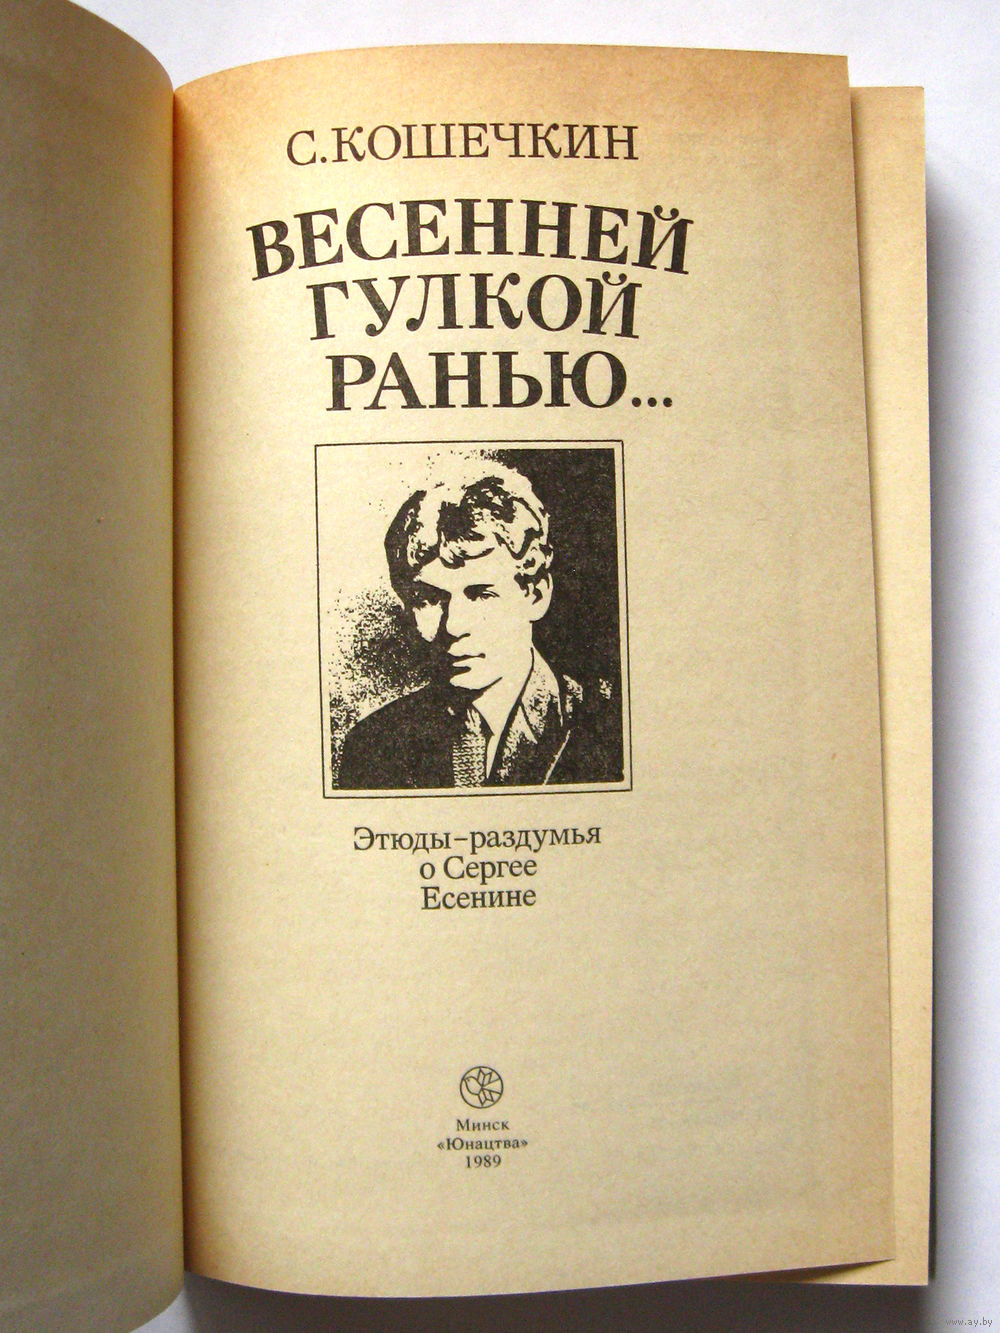 С.КОШЕЧКИН
ВЕСЕННЕЙ
ГУЛКОЙ
РАНЬЮ...
Этюды-раздумья
о Сергее
Есенине
Минск
«Юнацтва»
1989
www.ay.by